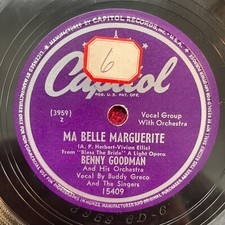 6
Capitol
REG. U.S. PAT. OFF.
(3959)
Z
Vocal Group
With Orchestra
MA BELLE MARGUERITE
(A. P. Herbert-Vivian Ellis)
From "Bless The Bride" A Light Opera
BENNY GOODMAN
And His Orchestra
Vocal By Buddy Greco
And The Singers
15409